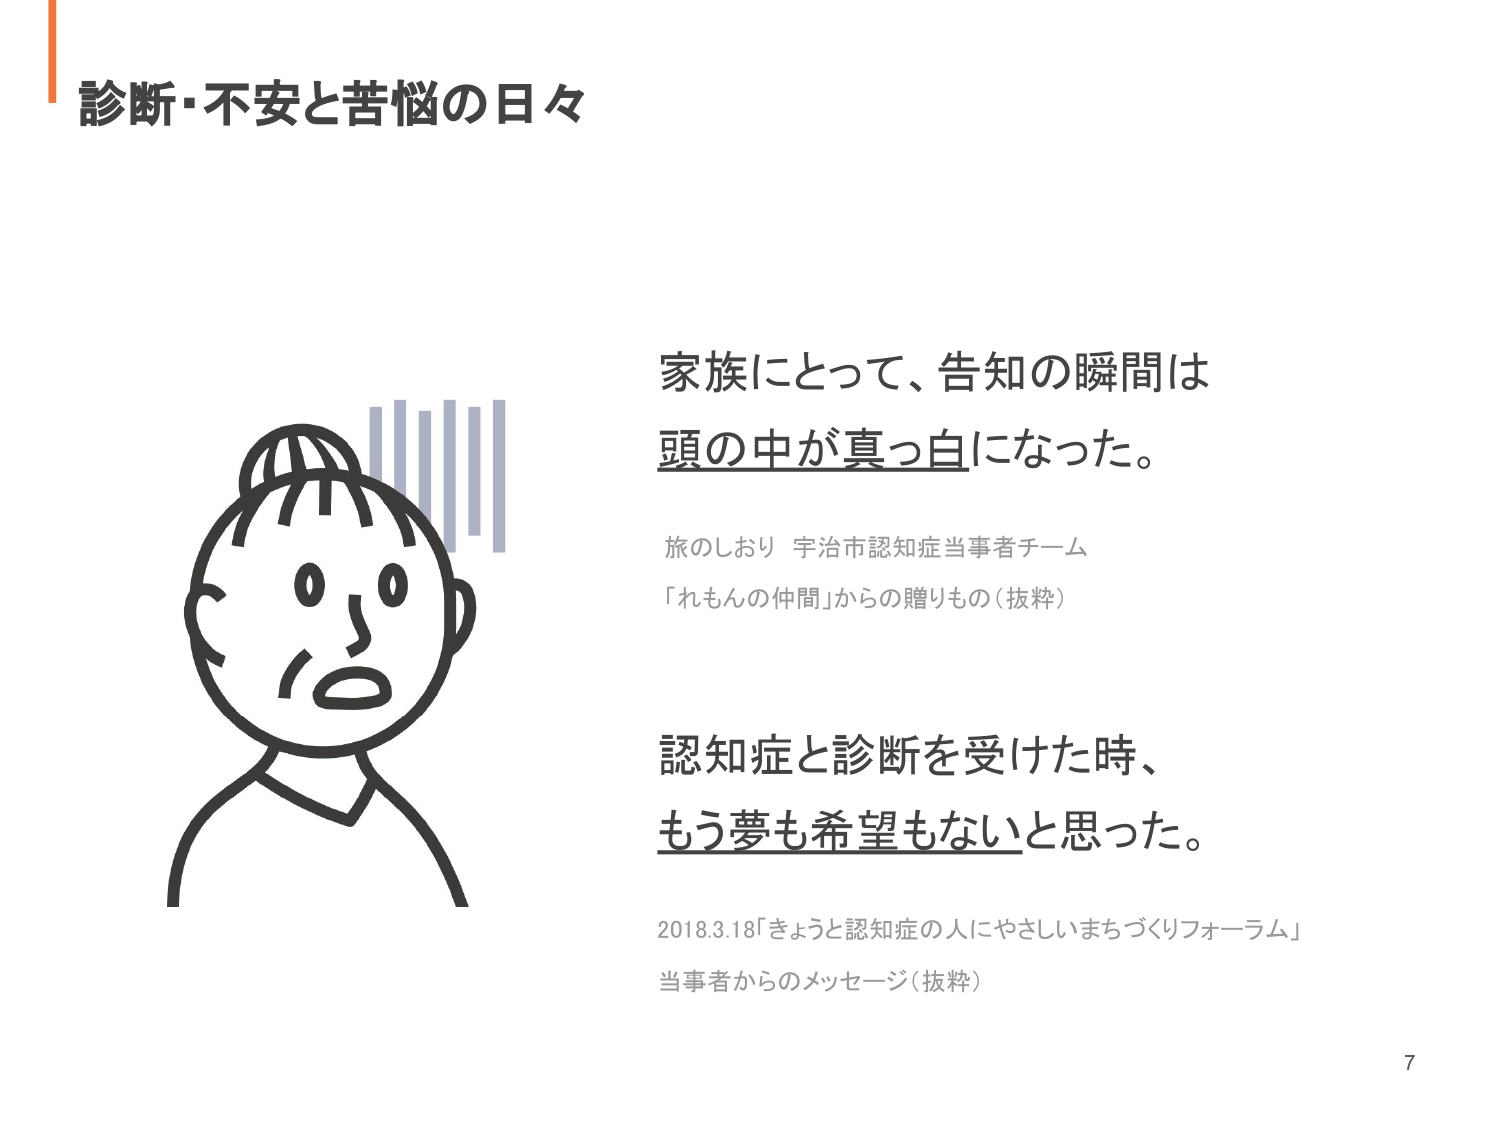 診断・不安と苦悩の日々
家族にとって、告知の瞬間は
頭の中が真っ白になった。
旅のしおり 宇治市認知症当事者チーム
「れもんの仲間」からの贈りもの（抜粋）
認知症と診断を受けた時、
もう夢も希望もないと思った。
2018.3.18「きょうと認知症の人にやさしいまちづくりフォーラム」
当事者からのメッセージ（抜粋）
7